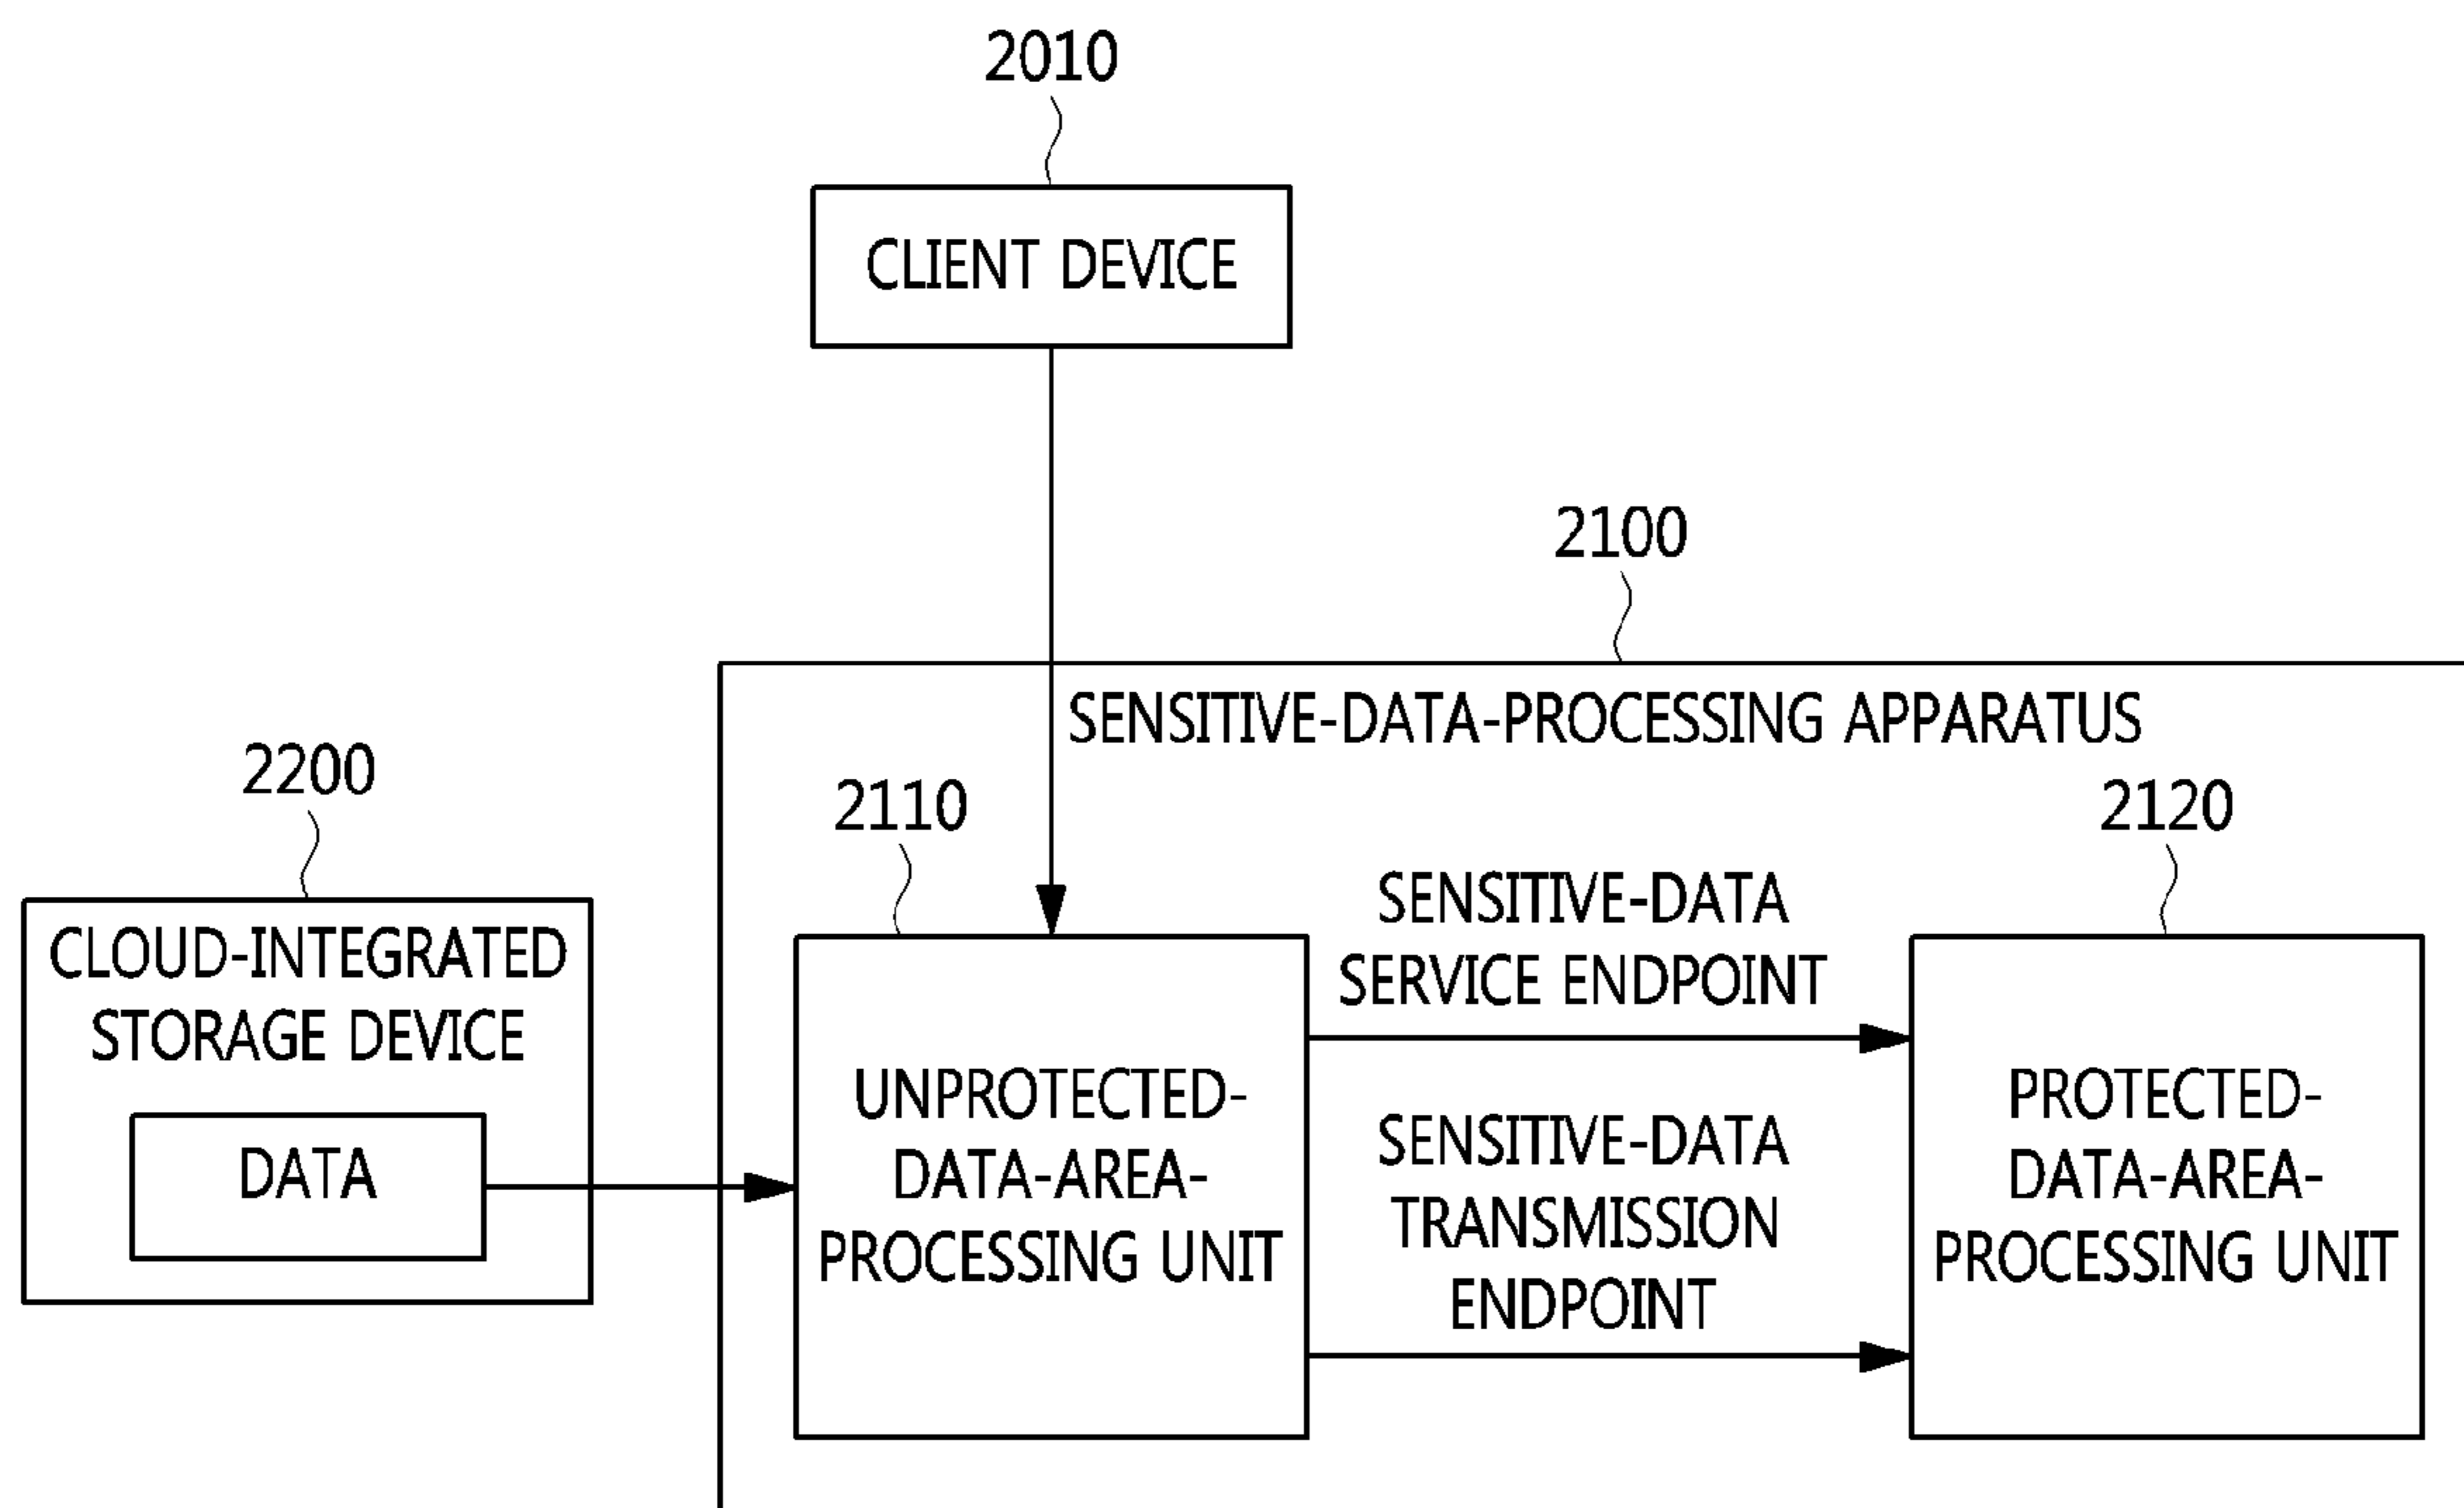 2010
CLIENT DEVICE
2100
SENSITIVE-DATA-PROCESSING APPARATUS
2200
CLOUD-INTEGRATED
STORAGE DEVICE
DATA
2110
UNPROTECTED-
DATA-AREA-
PROCESSING UNIT
SENSITIVE-DATA
SERVICE ENDPOINT
SENSITIVE-DATA
TRANSMISSION
ENDPOINT
2120
PROTECTED-
DATA-AREA-
PROCESSING UNIT